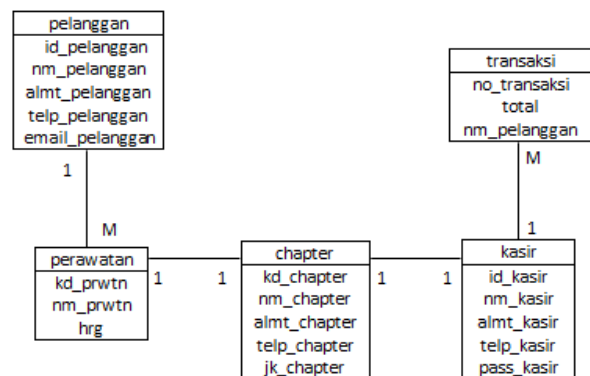 pelanggan
id_pelanggan
nm_pelanggan
almt_pelanggan
telp_pelanggan
email_pelanggan
transaksi
no_transaksi
total
nm_pelanggan
1
M
M
1
perawatan
kd_prwtn
nm_prwtn
hrg
1
1
chapter
kd_chapter
nm_chapter
almt_chapter
telp_chapter
jk_chapter
1
1
kasir
id_kasir
nm_kasir
almt_kasir
telp_kasir
pass_kasir